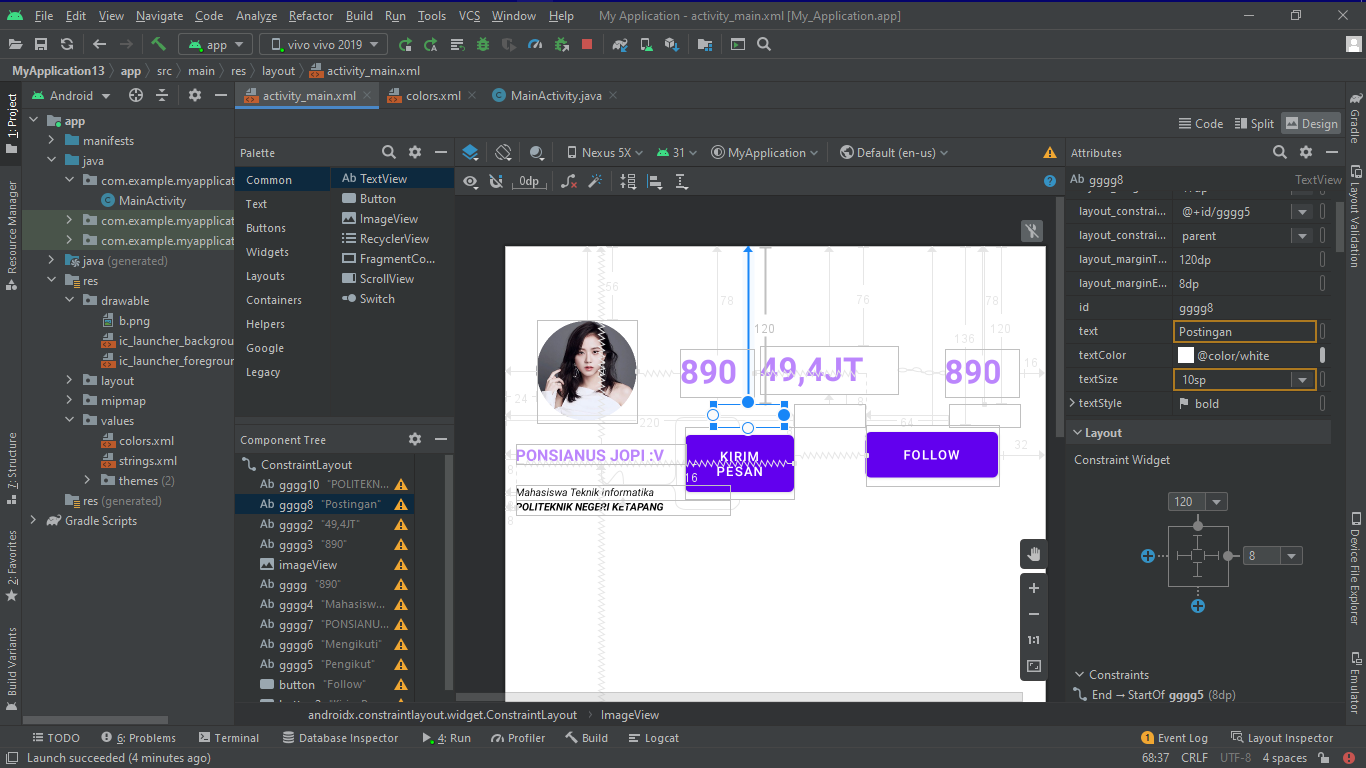 File Edit View Navigate Code Analyze Refactor Build Run Tools VCS Window Help My Application - activity_main.xml [My_Application.app]
app vivo vivo 2019
MyApplication13 app src main res layout activity_main.xml
Android activity_main.xml colors.xml MainActivity.java
1: Project
Resource Manager
7: Structure
2: Favorites
Build Variants
app
manifests
java
com.example.myapplicat
MainActivity
com.example.myapplicat
com.example.myapplicat
java (generated)
res
drawable
b.png
ic_launcher_backgrou
ic_launcher_foregroun
layout
mipmap
values
colors.xml
strings.xml
themes (2)
res (generated)
Gradle Scripts
Code Split Design
Palette
Common
Text
Buttons
Widgets
Layouts
Containers
Helpers
Google
Legacy
Ab TextView
Button
ImageView
RecyclerView
FragmentCo...
ScrollView
Switch
Component Tree
ConstraintLayout
Ab gggg10 "POLITEKN...
Ab gggg8 "Postingan"
Ab gggg2 "49,4JT"
Ab gggg3 "890"
imageView
Ab gggg "890"
Ab gggg4 "Mahasisw...
Ab gggg7 "PONSIANU...
Ab gggg6 "Mengikuti"
Ab gggg5 "Pengikut"
button "Follow"
Nexus 5X 31 MyApplication Default (en-us)
0dp
56
78 76 78
120 136 120
890 49,4JT 890
16
24
220 8 64
PONSIANUS JOPI :V
KIRIM
PESAN
FOLLOW
32
16
Mahasiswa Teknik informatika
POLITEKNIK NEGERI KETAPANG
8
1:1
Attributes
Ab gggg8 TextView
layout_constrai... @+id/gggg5
layout_constrai... parent
layout_marginT... 120dp
layout_marginE... 8dp
id gggg8
text Postingan
textColor @color/white
textSize 10sp
textStyle bold
Layout
Constraint Widget
120
8
Constraints
End → StartOf gggg5 (8dp)
Gradle
Layout Validation
Device File Explorer
Emulator
androidx.constraintlayout.widget.ConstraintLayout ImageView
TODO 6: Problems Terminal Database Inspector 4: Run Profiler Build Logcat 1 Event Log Layout Inspector
Launch succeeded (4 minutes ago) 68:37 CRLF UTF-8 4 spaces